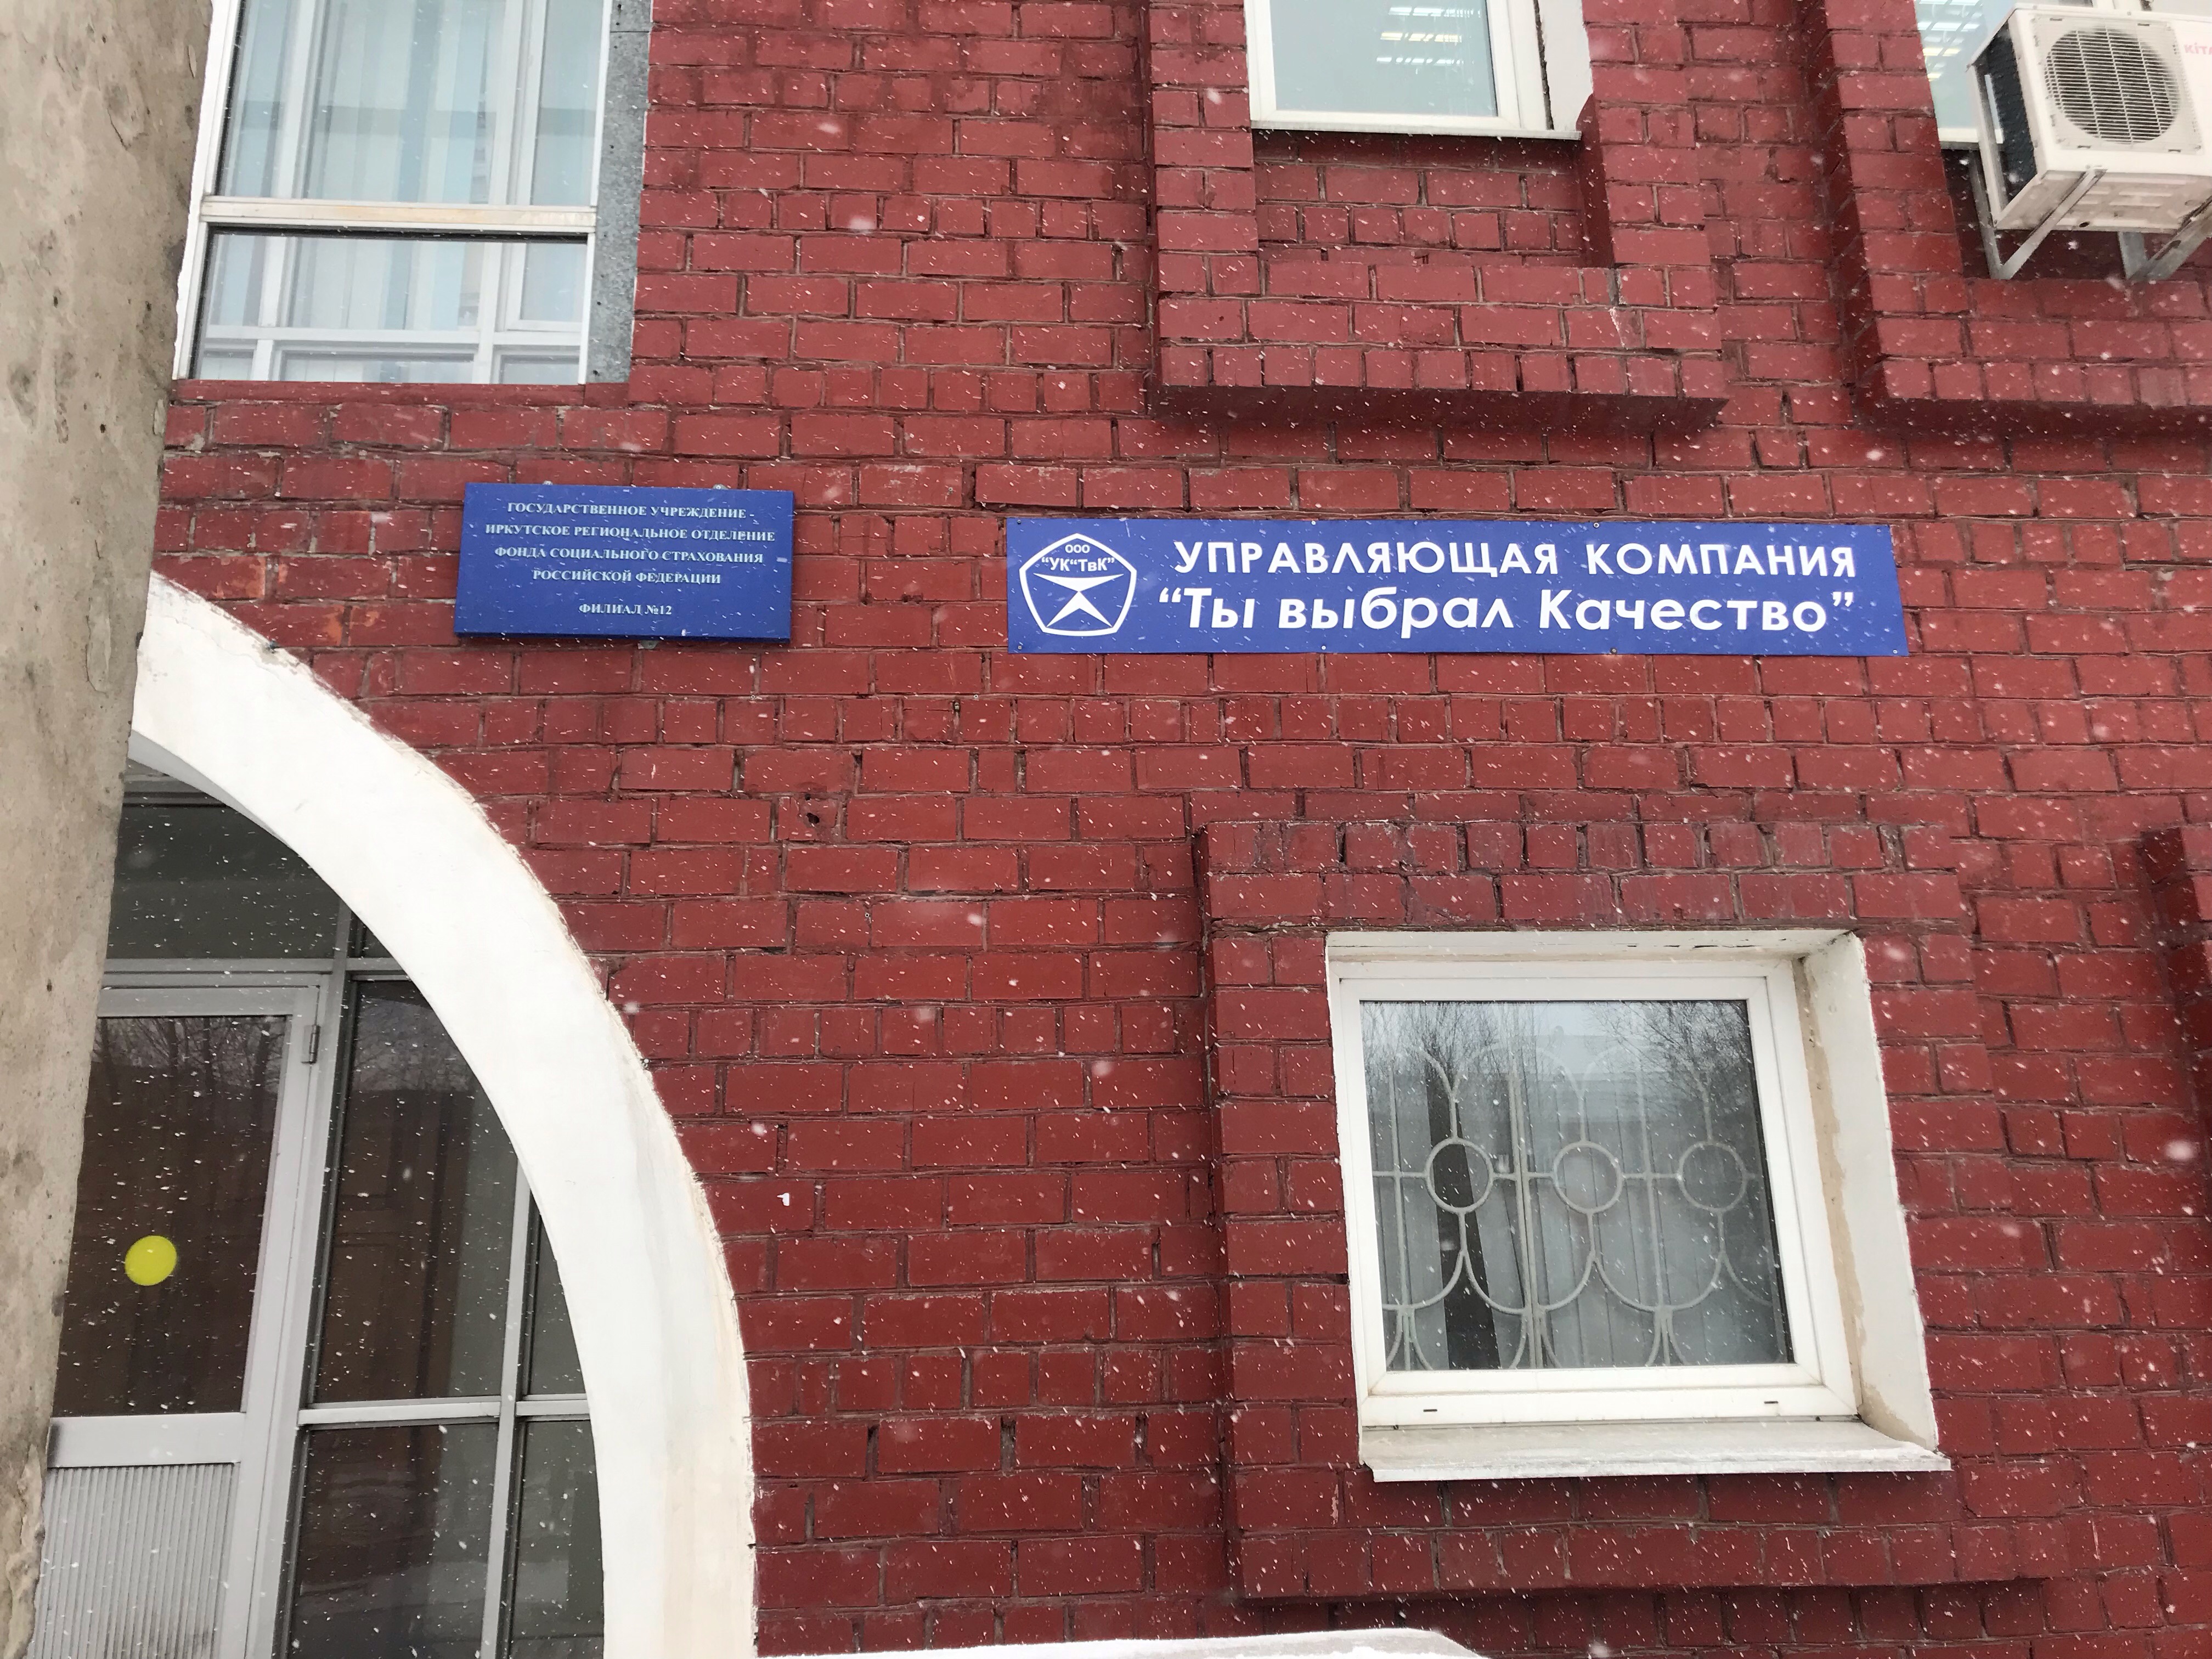 ГОСУДАРСТВЕННОЕ УЧРЕЖДЕНИЕ -
ИРКУТСКОЕ РЕГИОНАЛЬНОЕ ОТДЕЛЕНИЕ
ФОНДА СОЦИАЛЬНОГО СТРАХОВАНИЯ
РОССИЙСКОЙ ФЕДЕРАЦИИ
ФИЛИАЛ №12
ООО
“УК“ТвК”
УПРАВЛЯЮЩАЯ КОМПАНИЯ
“Ты выбрал Качество”